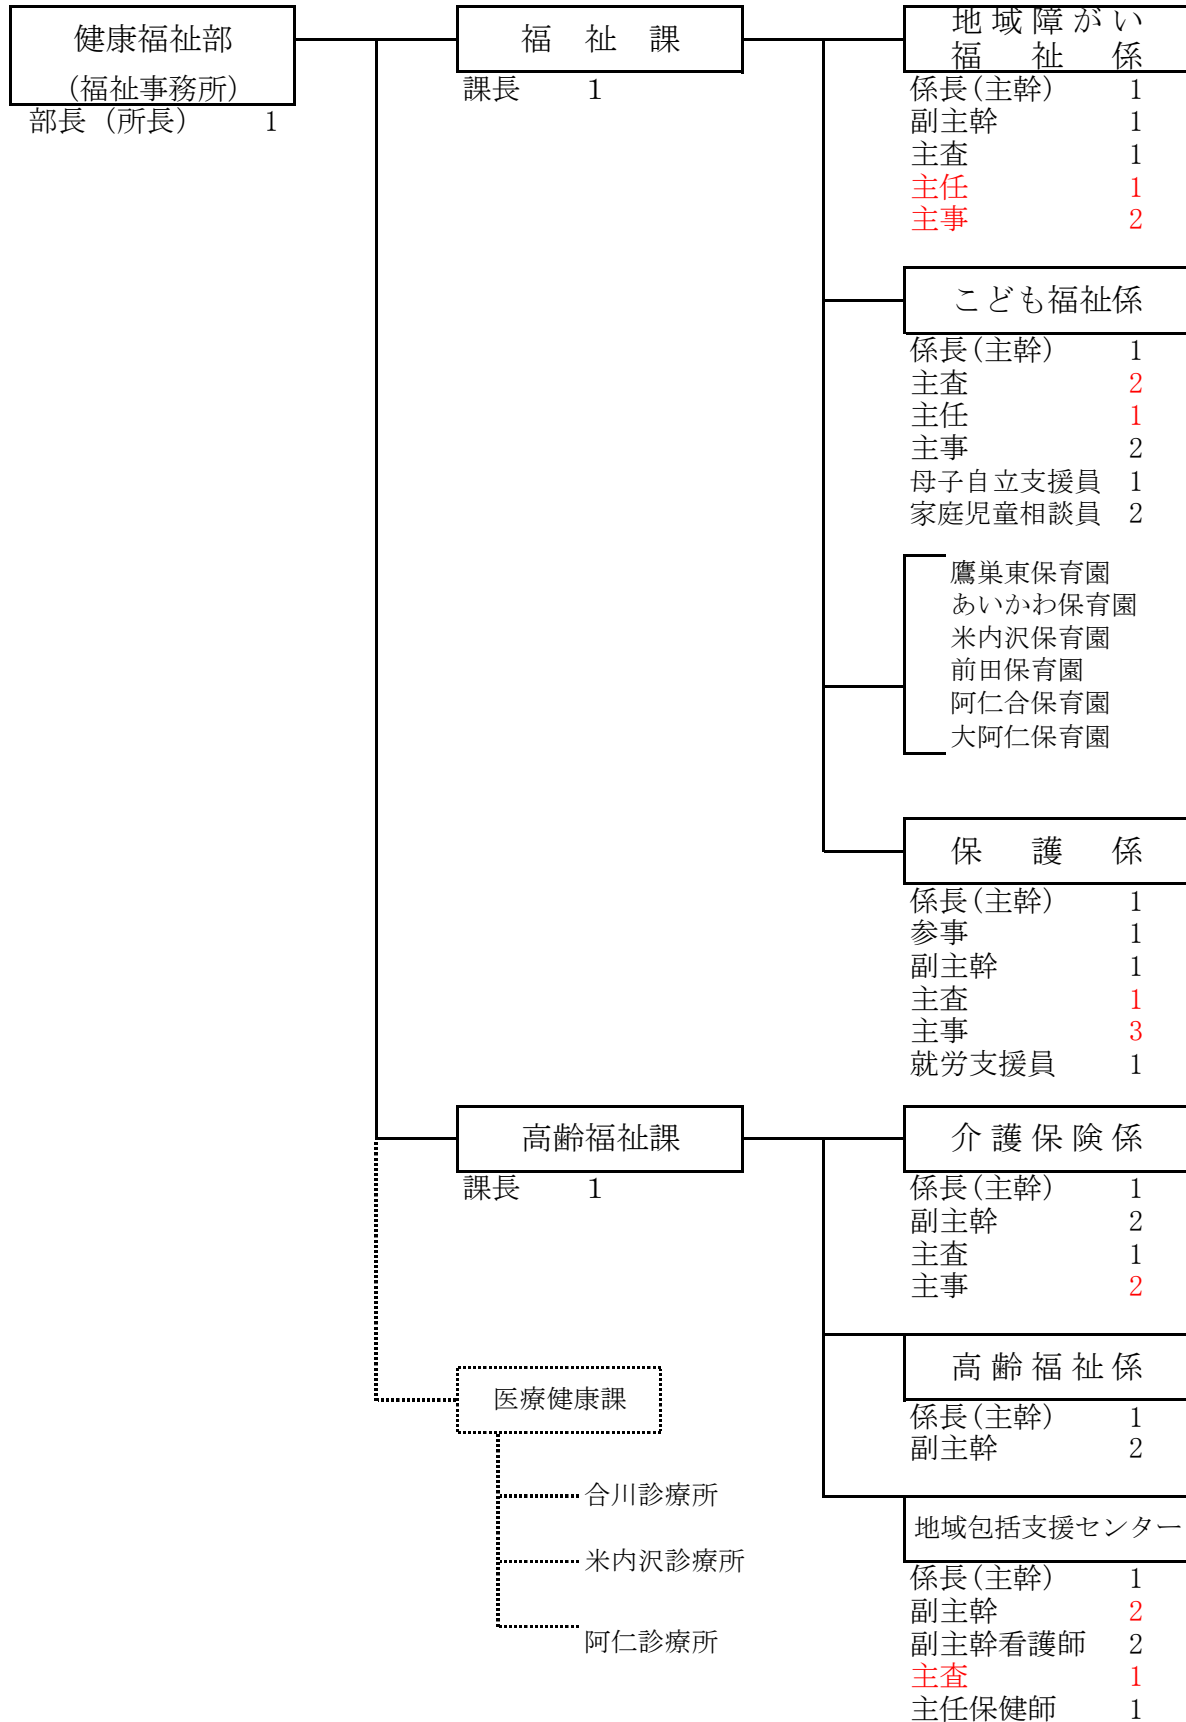 健康福祉部
(福祉事務所)
部長（所長） 1
福祉課
課長 1
地域障がい
福祉係
係長(主幹) 1
副主幹 1
主査 1
主任 1
主事 2
こども福祉係
係長(主幹) 1
主査 2
主任 1
主事 2
母子自立支援員 1
家庭児童相談員 2
鷹巣東保育園
あいかわ保育園
米内沢保育園
前田保育園
阿仁合保育園
大阿仁保育園
保護係
係長(主幹) 1
参事 1
副主幹 1
主査 1
主事 3
就労支援員 1
高齢福祉課
課長 1
介護保険係
係長(主幹) 1
副主幹 2
主査 1
主事 2
高齢福祉係
係長(主幹) 1
副主幹 2
地域包括支援センター
係長(主幹) 1
副主幹 2
副主幹看護師 2
主査 1
主任保健師 1
医療健康課
合川診療所
米内沢診療所
阿仁診療所